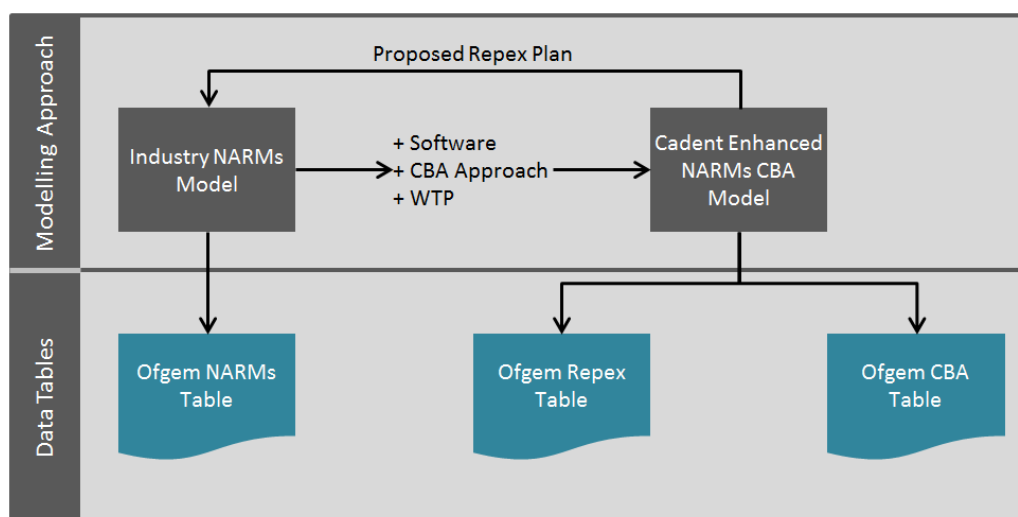 Modelling Approach
Proposed Repex Plan
Industry NARMs
Model
+ Software
+ CBA Approach
+ WTP
Cadent Enhanced
NARMs CBA
Model
Data Tables
Ofgem NARMs
Table
Ofgem Repex
Table
Ofgem CBA
Table